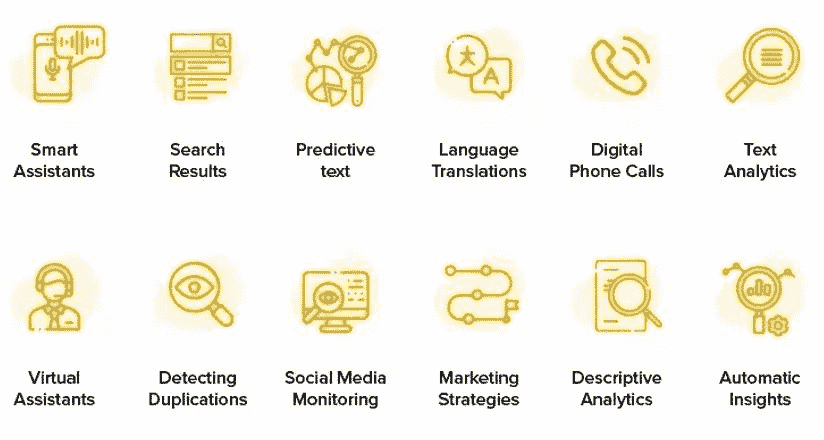 Smart
Assistants
Search
Results
Predictive
text
Language
Translations
Digital
Phone Calls
Text
Analytics
Virtual
Assistants
Detecting
Duplications
Social Media
Monitoring
Marketing
Strategies
Descriptive
Analytics
Automatic
Insights